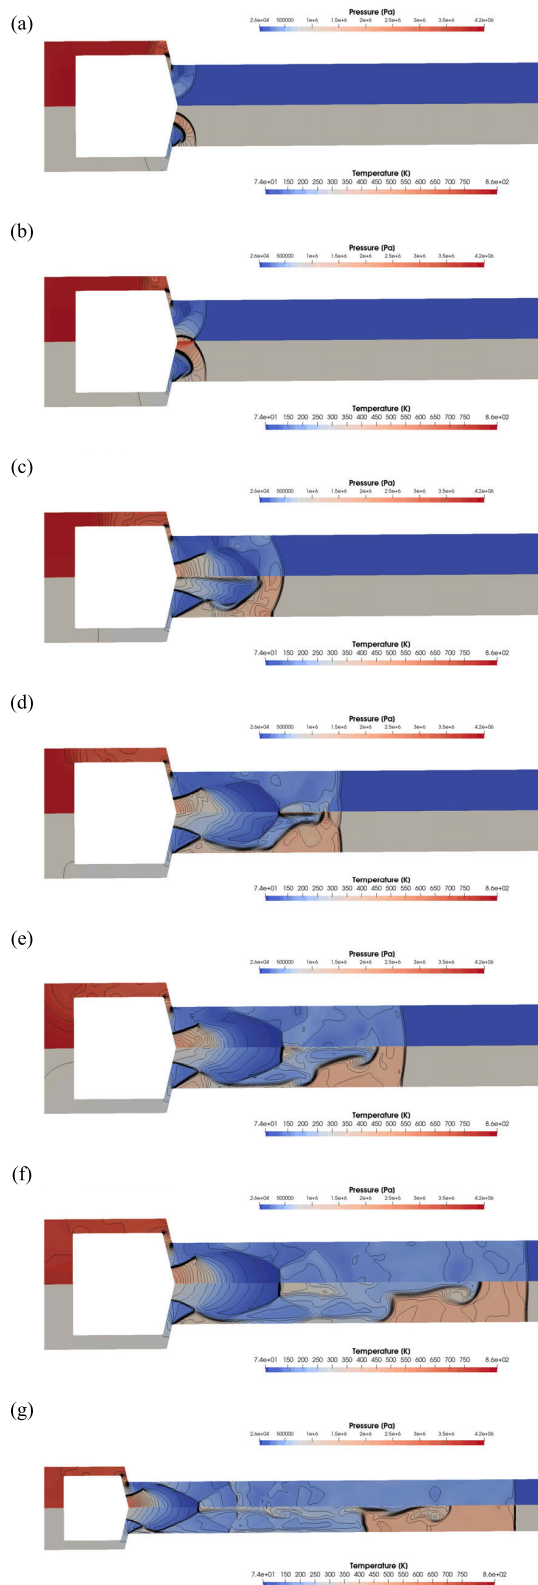 (a)
Pressure (Pa)
2.6e+04 500000 1e+6 1.5e+6 2e+6 2.5e+6 3e+6 3.5e+6 4.2e+06
Temperature (K)
7.4e+01 150 200 250 300 350 400 450 500 550 600 650 700 750 8.6e+02
(b)
Pressure (Pa)
2.6e+04 500000 1e+6 1.5e+6 2e+6 2.5e+6 3e+6 3.5e+6 4.2e+06
Temperature (K)
7.4e+01 150 200 250 300 350 400 450 500 550 600 650 700 750 8.6e+02
(c)
Pressure (Pa)
2.6e+04 500000 1e+6 1.5e+6 2e+6 2.5e+6 3e+6 3.5e+6 4.2e+06
Temperature (K)
7.4e+01 150 200 250 300 350 400 450 500 550 600 650 700 750 8.6e+02
(d)
Pressure (Pa)
2.6e+04 500000 1e+6 1.5e+6 2e+6 2.5e+6 3e+6 3.5e+6 4.2e+06
Temperature (K)
7.4e+01 150 200 250 300 350 400 450 500 550 600 650 700 750 8.6e+02
(e)
Pressure (Pa)
2.6e+04 500000 1e+6 1.5e+6 2e+6 2.5e+6 3e+6 3.5e+6 4.2e+06
Temperature (K)
7.4e+01 150 200 250 300 350 400 450 500 550 600 650 700 750 8.6e+02
(f)
Pressure (Pa)
2.6e+04 500000 1e+6 1.5e+6 2e+6 2.5e+6 3e+6 3.5e+6 4.2e+06
Temperature (K)
7.4e+01 150 200 250 300 350 400 450 500 550 600 650 700 750 8.6e+02
(g)
Pressure (Pa)
2.6e+04 500000 1e+6 1.5e+6 2e+6 2.5e+6 3e+6 3.5e+6 4.2e+06
Temperature (K)
7.4e+01 150 200 250 300 350 400 450 500 550 600 650 700 750 8.6e+02